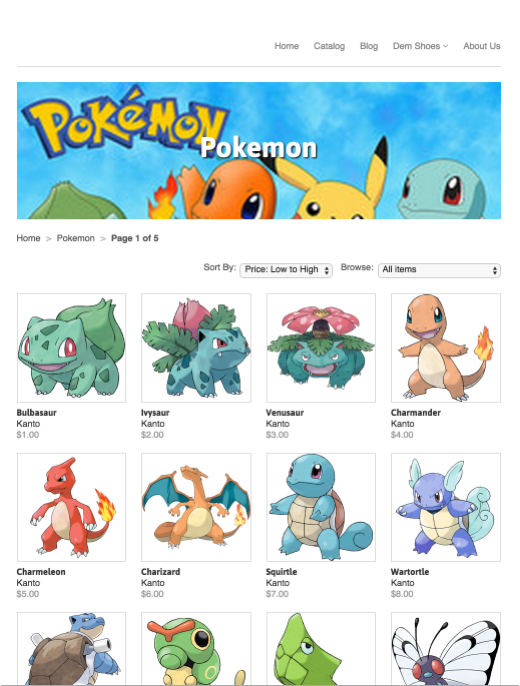 Home Catalog Blog Dem Shoes About Us
POKéMON
Pokemon
Home > Pokemon > Page 1 of 5
Sort By: Price: Low to High Browse: All items
Bulbasaur Ivysaur Venusaur Charmander
Kanto Kanto Kanto Kanto
$1.00 $2.00 $3.00 $4.00
Charmeleon Charizard Squirtle Wartortle
Kanto Kanto Kanto Kanto
$5.00 $6.00 $7.00 $8.00